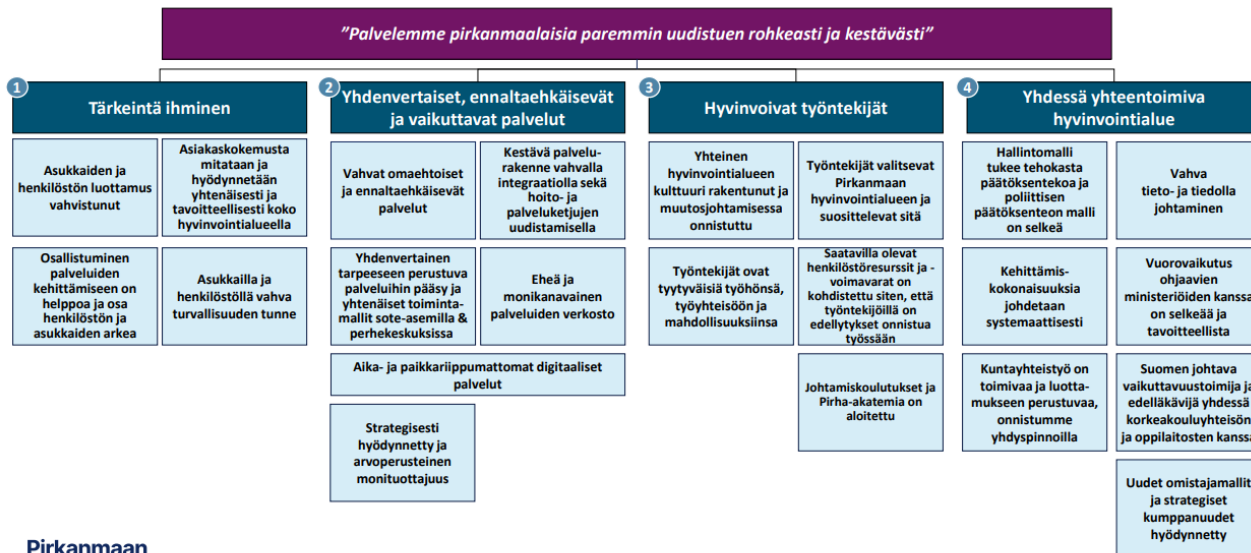 ”Palvelemme pirkanmaalaisia paremmin uudistuen rohkeasti ja kestävästi”
1
Tärkeintä ihminen
Asukkaiden ja
henkilöstön luottamus
vahvistunut
Asiakaskokemusta
mitataan ja
hyödynnetään
yhtenäisesti ja
tavoitteellisesti koko
hyvinvointialueella
Osallistuminen
palveluiden
kehittämiseen on
helppoa ja osa
henkilöstön ja
asukkaiden arkea
Asukkailla ja
henkilöstöllä vahva
turvallisuuden tunne
2
Yhdenvertaiset, ennaltaehkäisevät
ja vaikuttavat palvelut
Vahvat omaehtoiset
ja ennaltaehkäisevät
palvelut
Kestävä palvelu-
rakenne vahvalla
integraatiolla sekä
hoito- ja
palveluketjujen
uudistamisella
Yhdenvertainen
tarpeeseen perustuva
palveluihin pääsy ja
yhtenäiset toiminta-
mallit sote-asemilla &
perhekeskuksissa
Eheä ja
monikanavainen
palveluiden verkosto
Aika- ja paikkariippumattomat digitaaliset
palvelut
Strategisesti
hyödynnetty ja
arvoperusteinen
monituottajuus
3
Hyvinvoivat työntekijät
Yhteinen
hyvinvointialueen
kulttuuri rakentunut ja
muutosjohtamisessa
onnistuttu
Työntekijät valitsevat
Pirkanmaan
hyvinvointialueen ja
suosittelevat sitä
Työntekijät ovat
tyytyväisiä työhönsä,
työyhteisöön ja
mahdollisuuksiinsa
Saatavilla olevat
henkilöstöresurssit ja -
voimavarat on
kohdistettu siten, että
työntekijöillä on
edellytykset onnistua
työssään
Johtamiskoulutukset ja
Pirha-akatemia on
aloitettu
4
Yhdessä yhteentoimiva
hyvinvointialue
Hallintomalli
tukee tehokasta
päätöksentekoa ja
poliittisen
päätöksenteon malli
on selkeä
Vahva
tieto- ja tiedolla
johtaminen
Kehittämis-
kokonaisuuksia
johdetaan
systemaattisesti
Vuorovaikutus
ohjaavien
ministeriöiden kanssa
on selkeää ja
tavoitteellista
Kuntayhteistyö on
toimivaa ja luotta-
mukseen perustuvaa,
onnistumme
yhdyspinnoilla
Suomen johtava
vaikuttavuustoimija ja
edelläkävijä yhdessä
korkeakouluyhteisön
ja oppilaitosten kanssa
Uudet omistajamallit
ja strategiset
kumppanuudet
hyödynnetty
Pirkanmaan